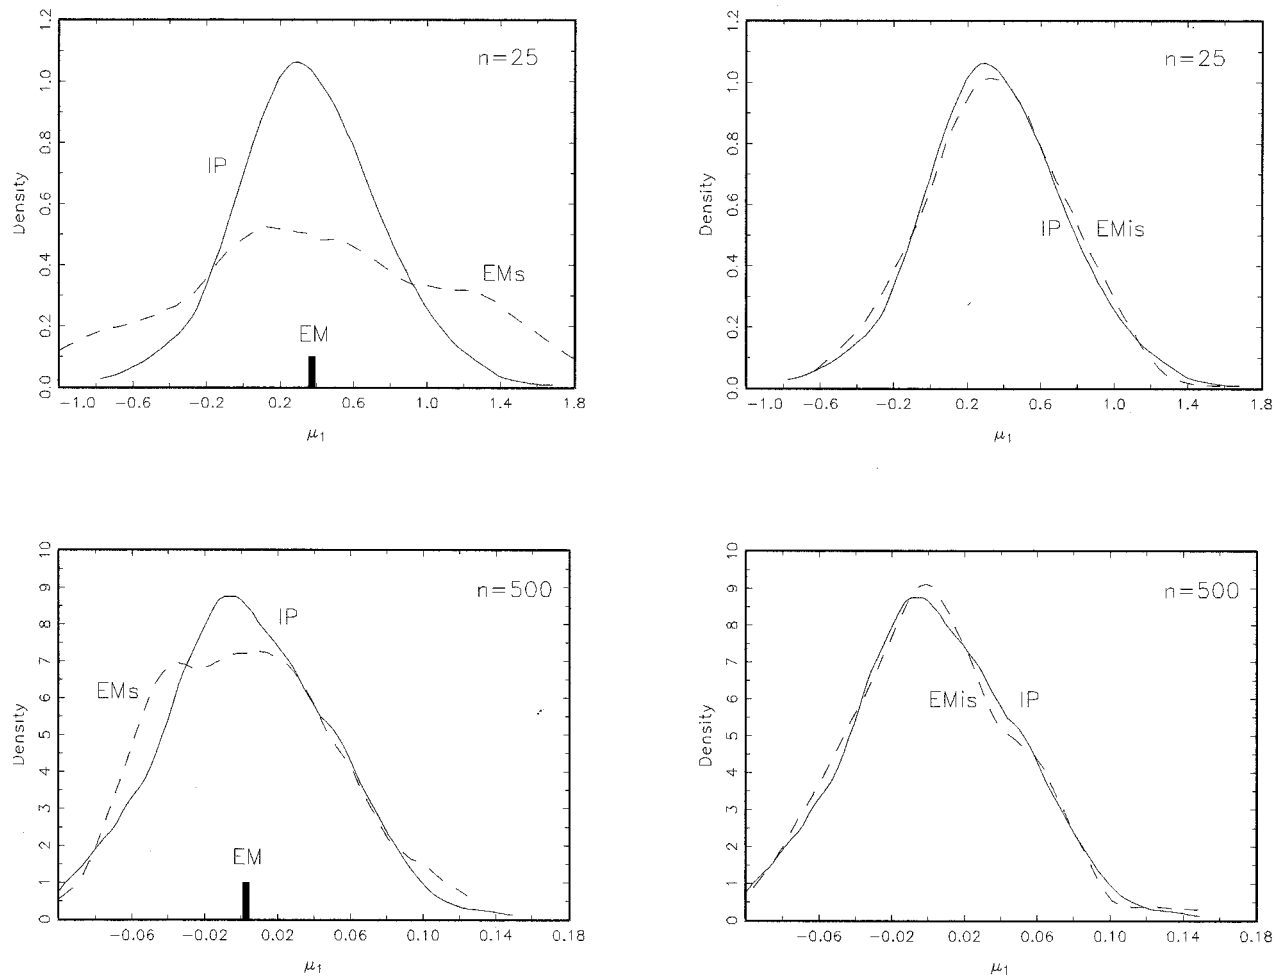 n=25
1.2
1.0
0.8
0.6
0.4
0.2
0.0
Density
IP
EMs
EM
-1.0 -0.6 -0.2 0.2 0.6 1.0 1.4 1.8
μ1
n=25
1.2
1.0
0.8
0.6
0.4
0.2
0.0
Density
IP
EMis
-1.0 -0.6 -0.2 0.2 0.6 1.0 1.4 1.8
μ1
n=500
10
9
8
7
6
5
4
3
2
1
0
Density
IP
EMs
EM
-0.06 -0.02 0.02 0.06 0.10 0.14 0.18
μ1
n=500
10
9
8
7
6
5
4
3
2
1
0
Density
EMis
IP
-0.06 -0.02 0.02 0.06 0.10 0.14 0.18
μ1